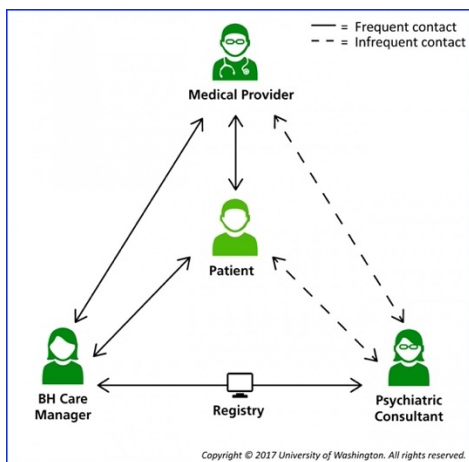 = Frequent contact
= Infrequent contact
Medical Provider
Patient
BH Care
Manager
Registry
Psychiatric
Consultant
Copyright © 2017 University of Washington. All rights reserved.